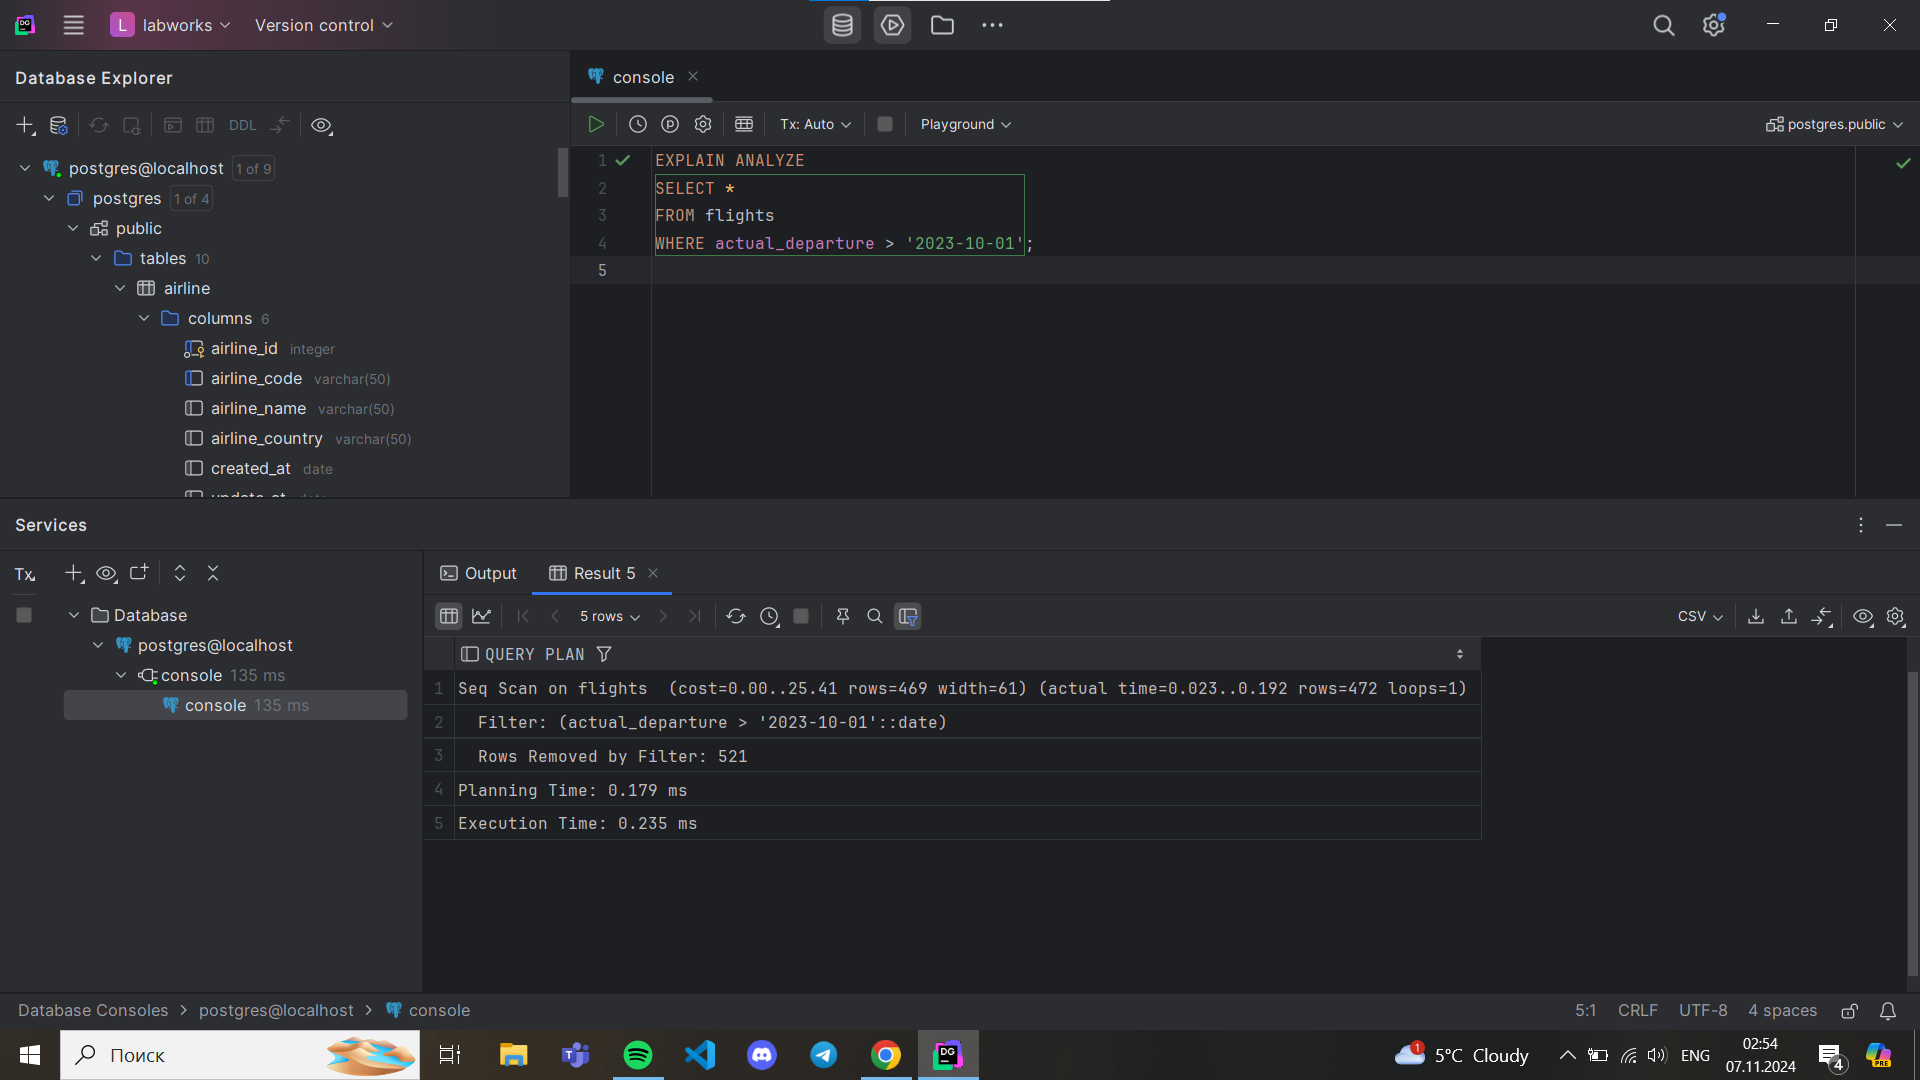 L labworks Version control
Database Explorer
console
DDL
Tx: Auto Playground postgres.public
postgres@localhost 1 of 9
postgres 1 of 4
public
tables 10
airline
columns 6
airline_id integer
airline_code varchar(50)
airline_name varchar(50)
airline_country varchar(50)
created_at date
1 EXPLAIN ANALYZE
2 SELECT *
3 FROM flights
4 WHERE actual_departure > '2023-10-01';
5
Services
Tx
Database
postgres@localhost
console 135 ms
console 135 ms
Output Result 5
5 rows CSV
QUERY PLAN
1 Seq Scan on flights  (cost=0.00..25.41 rows=469 width=61) (actual time=0.023..0.192 rows=472 loops=1)
2   Filter: (actual_departure > '2023-10-01'::date)
3   Rows Removed by Filter: 521
4 Planning Time: 0.179 ms
5 Execution Time: 0.235 ms
Database Consoles > postgres@localhost > console
5:1 CRLF UTF-8 4 spaces
Поиск
DG
1 5°C Cloudy
ENG
02:54
07.11.2024
4
PRE